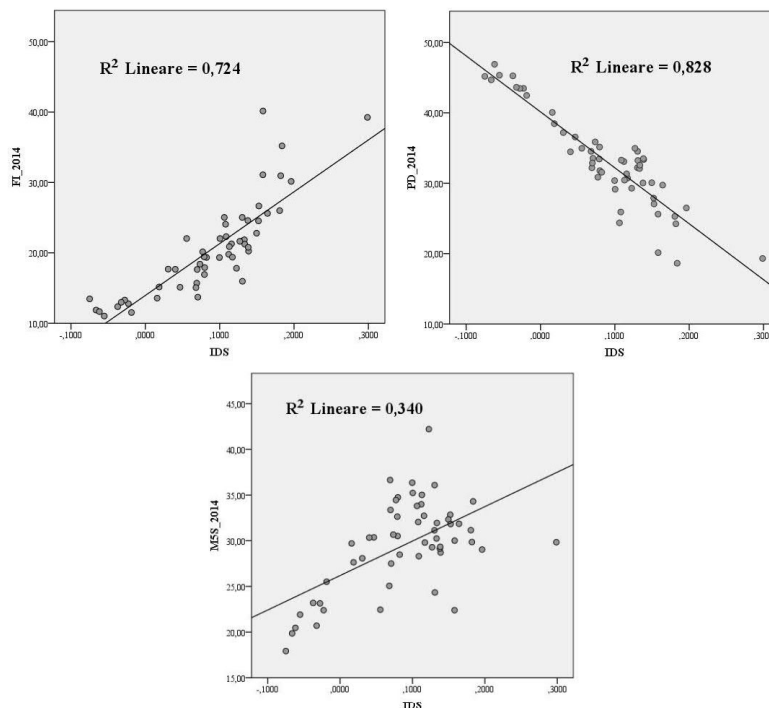 50,00
R² Lineare = 0,724
40,00
FI_2014
30,00
20,00
10,00
-,1000 ,0000 ,1000 ,2000 ,3000
IDS
50,00
R² Lineare = 0,828
40,00
PD_2014
30,00
20,00
10,00
-,1000 ,0000 ,1000 ,2000 ,3000
IDS
45,00
R² Lineare = 0,340
40,00
35,00
M5S_2014
30,00
25,00
20,00
15,00
-,1000 ,0000 ,1000 ,2000 ,3000
IDS